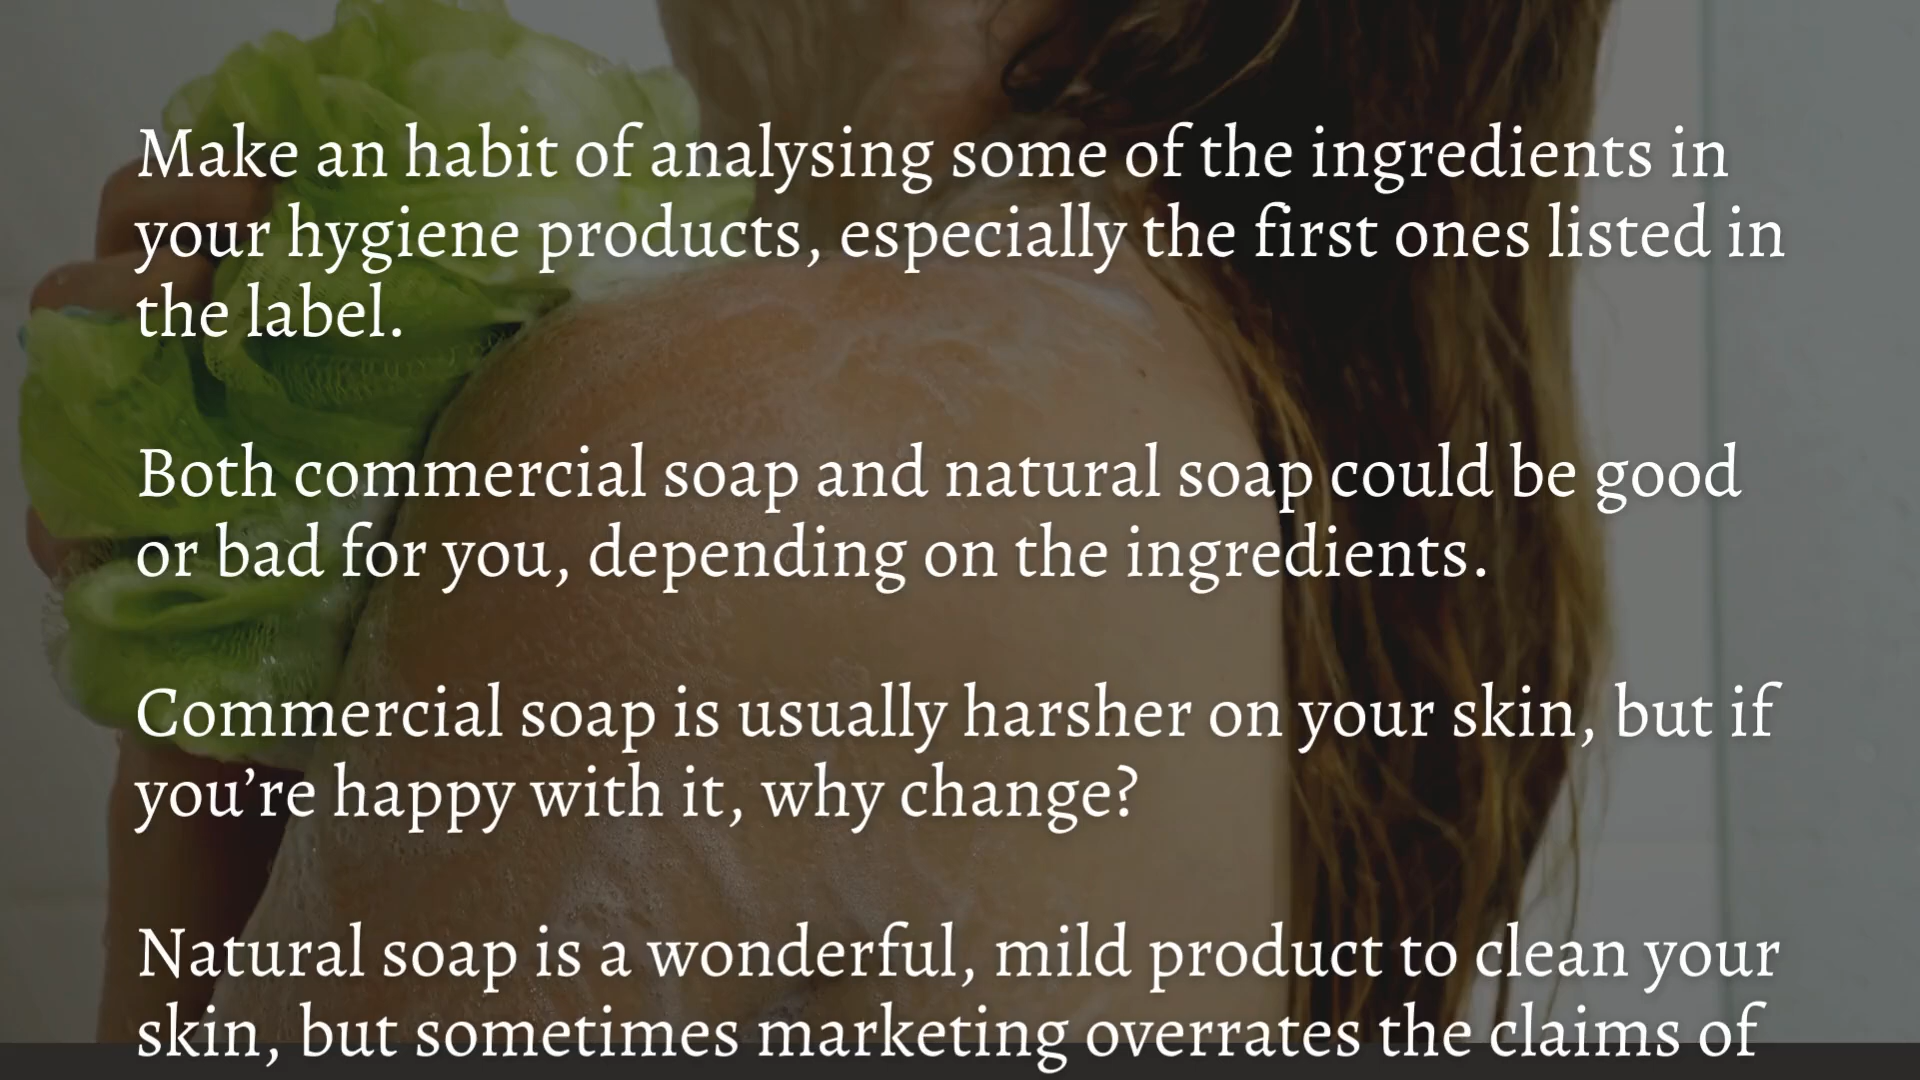 Make an habit of analysing some of the ingredients in
your hygiene products, especially the first ones listed in
the label.
Both commercial soap and natural soap could be good
or bad for you, depending on the ingredients.
Commercial soap is usually harsher on your skin, but if
you’re happy with it, why change?
Natural soap is a wonderful, mild product to clean your
skin, but sometimes marketing overrates the claims of